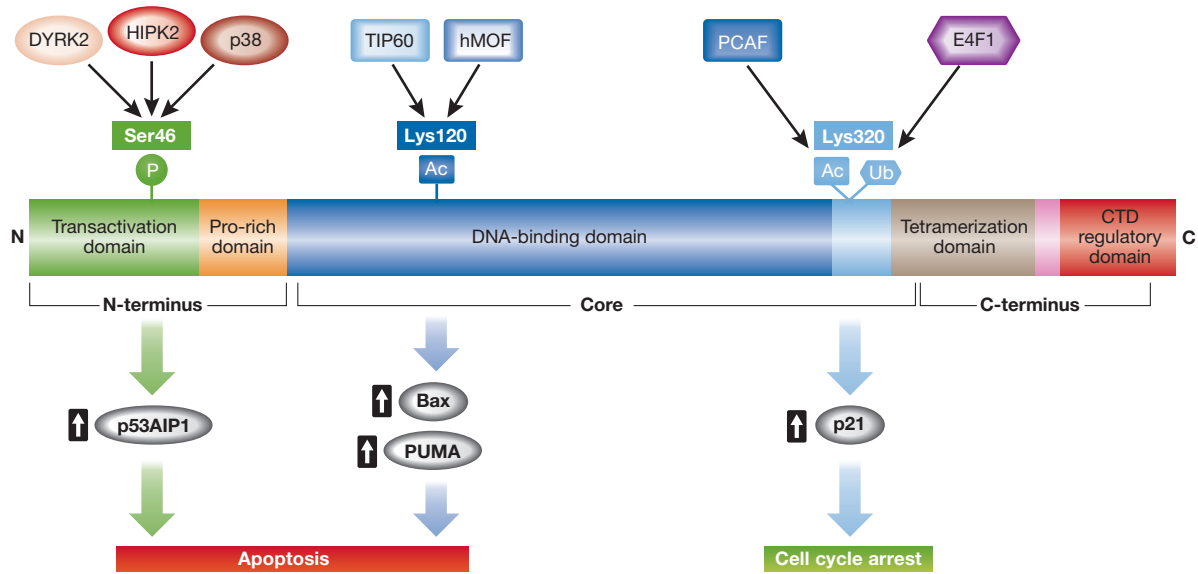 DYRK2
HIPK2
p38
TIP60
hMOF
PCAF
E4F1
Ser46
Lys120
Lys320
P
Ac
Ac
Ub
N
Transactivation
domain
Pro-rich
domain
DNA-binding domain
Tetramerization
domain
CTD
regulatory
domain
C
N-terminus
Core
C-terminus
p53AIP1
Bax
PUMA
p21
Apoptosis
Cell cycle arrest